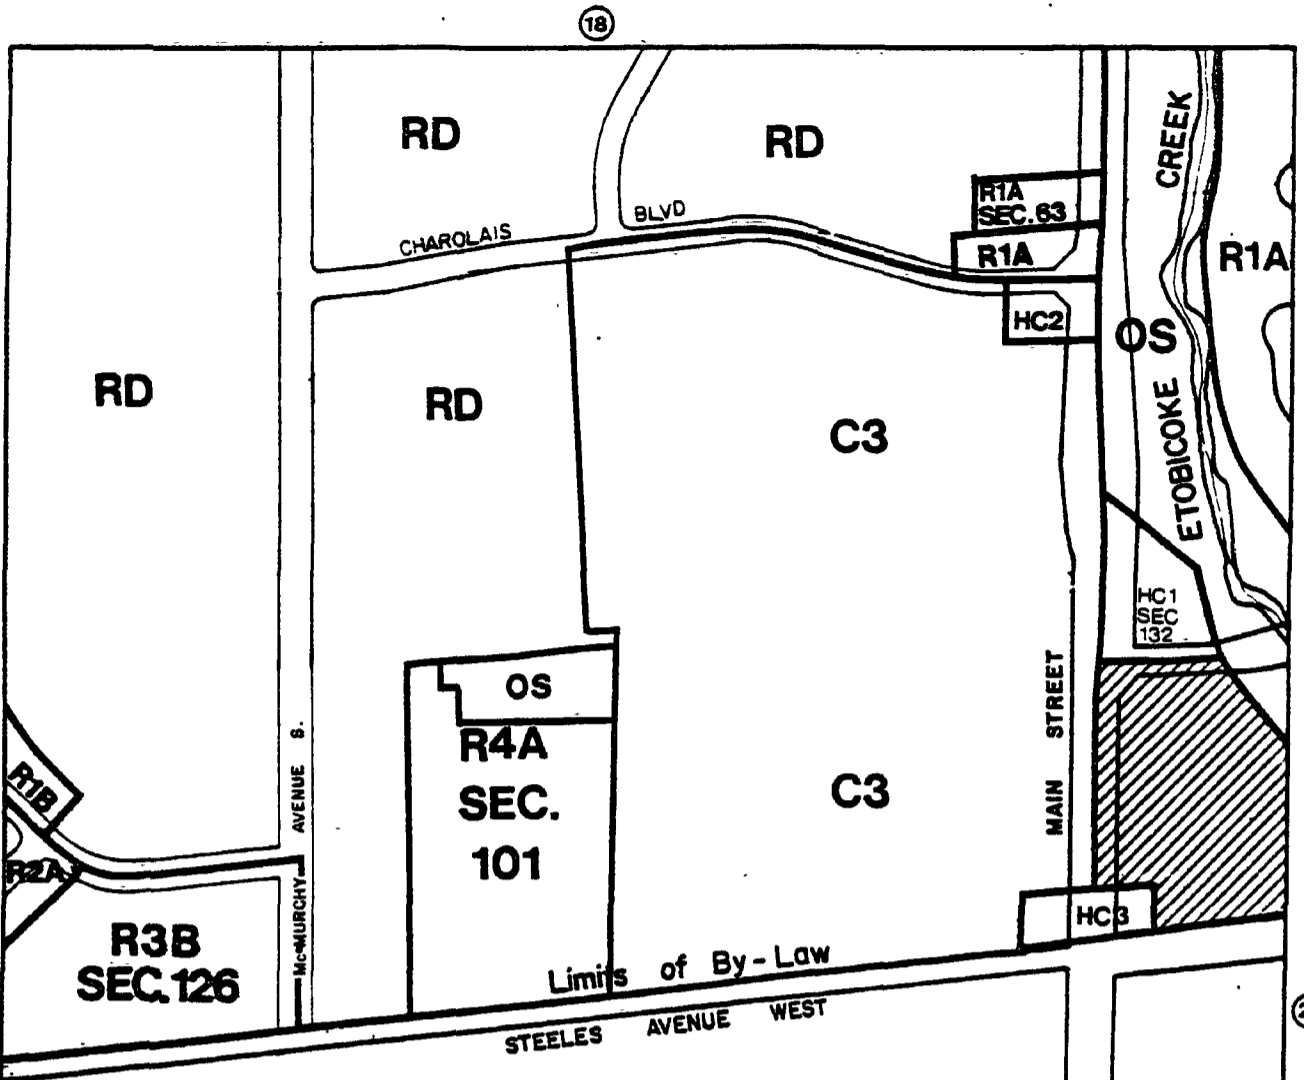 18
RD
RD
CREEK
R1A
SEC. 63
BLVD
CHAROLAIS
R1A
R1A
HC2
OS
RD
RD
C3
ETOBICOKE
HC1
SEC
132
OS
MAIN STREET
R4A
SEC.
101
C3
R1B
AVENUE S.
R2A
McMURCHY
HC3
R3B
SEC. 126
Limits of By-Law
STEELES AVENUE WEST